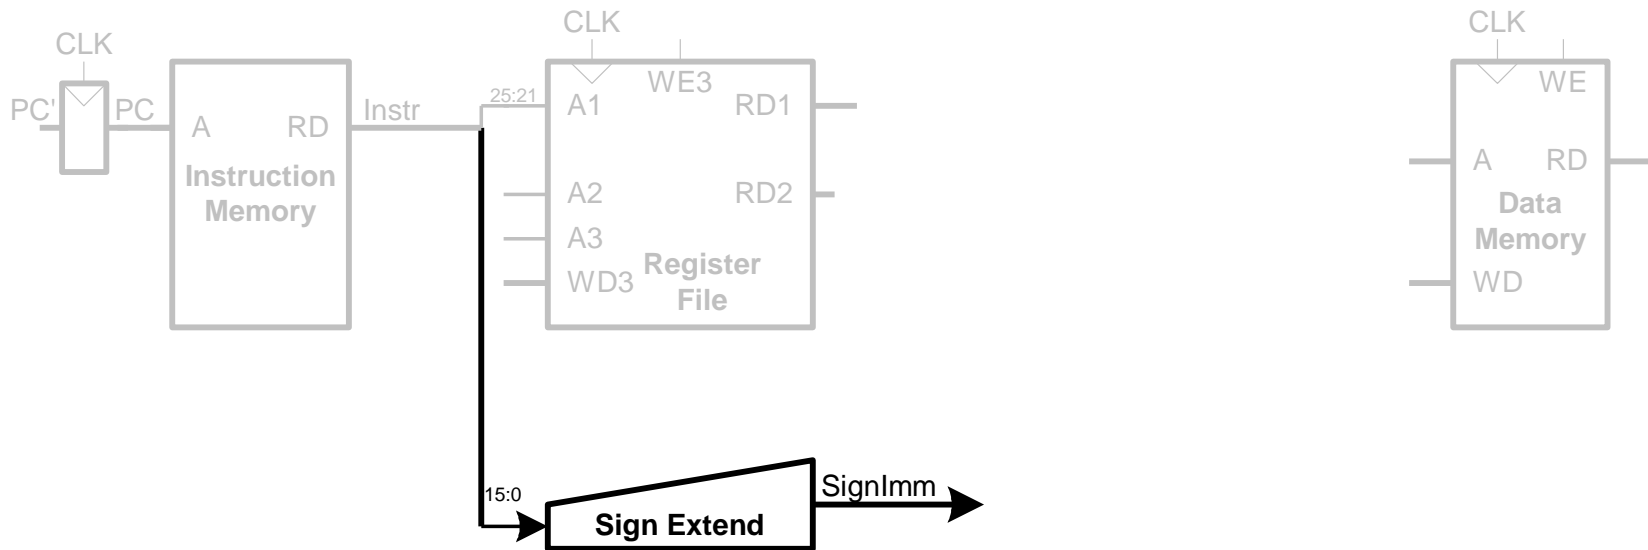 CLK
PC'
PC
A
RD
Instruction
Memory
Instr
25:21
CLK
WE3
A1
RD1
A2
RD2
A3
WD3
Register
File
CLK
WE
A
RD
Data
Memory
WD
15:0
Sign Extend
SignImm